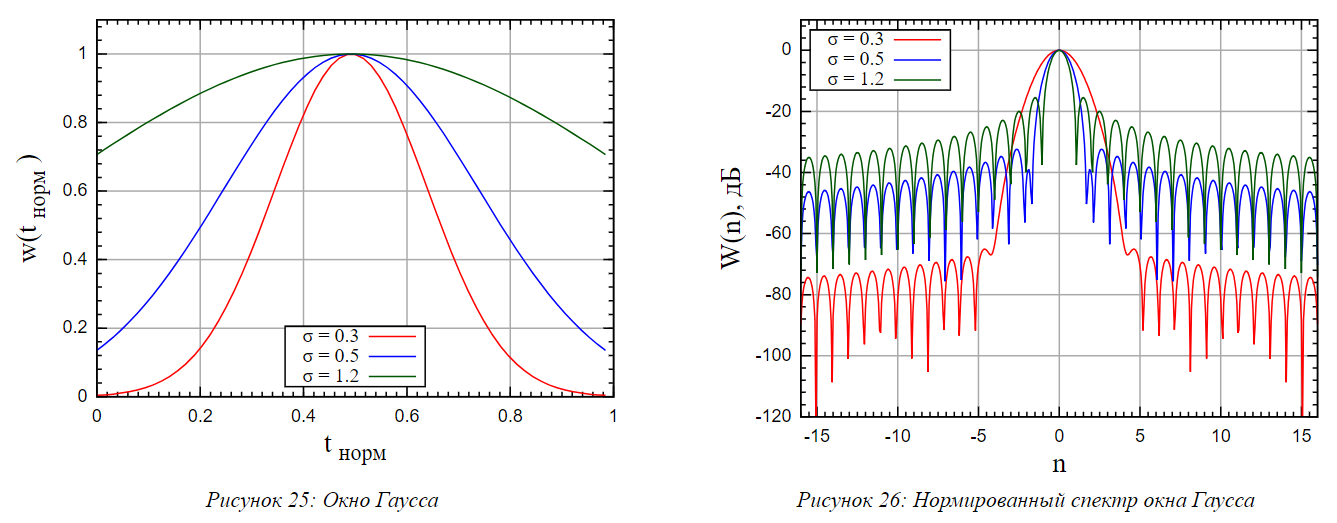 w(t норм )
1
0.8
0.6
0.4
0.2
0
σ = 0.3
σ = 0.5
σ = 1.2
0 0.2 0.4 0.6 0.8 1
t норм
Рисунок 25: Окно Гаусса
W(n), дБ
σ = 0.3
σ = 0.5
σ = 1.2
0
-20
-40
-60
-80
-100
-120
-15 -10 -5 0 5 10 15
n
Рисунок 26: Нормированный спектр окна Гаусса